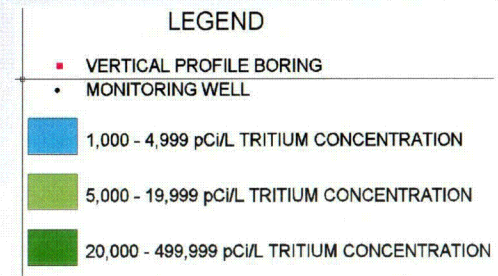 LEGEND
VERTICAL PROFILE BORING
MONITORING WELL
1,000 - 4,999 pCi/L TRITIUM CONCENTRATION
5,000 - 19,999 pCi/L TRITIUM CONCENTRATION
20,000 - 499,999 pCi/L TRITIUM CONCENTRATION